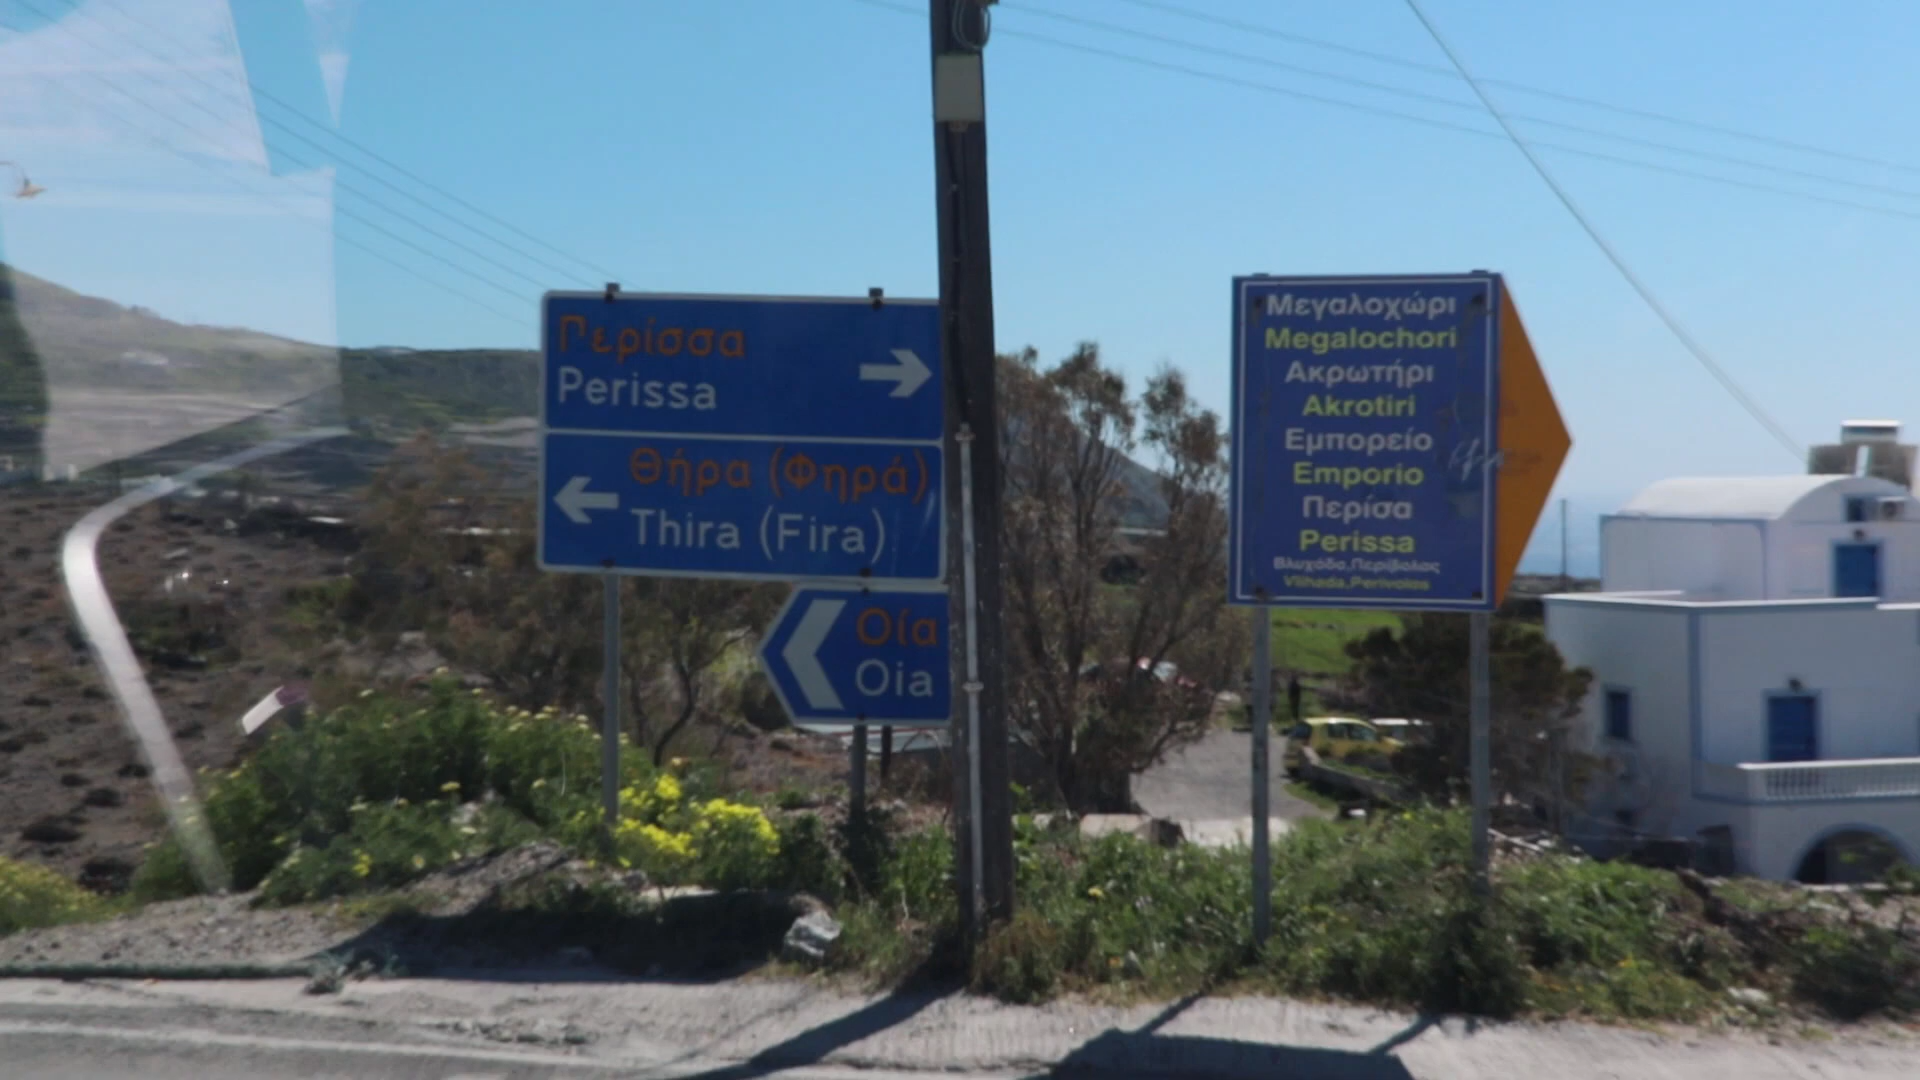 Περίσσα
Perissa
Θήρα (Φηρά)
Thira (Fira)
Οία
Oia
Μεγαλοχώρι
Megalochori
Ακρωτήρι
Akrotiri
Εμπορείο
Emporio
Περίσα
Perissa
Βλυχάδα,Περίβολος
Vlihada,Perivolos